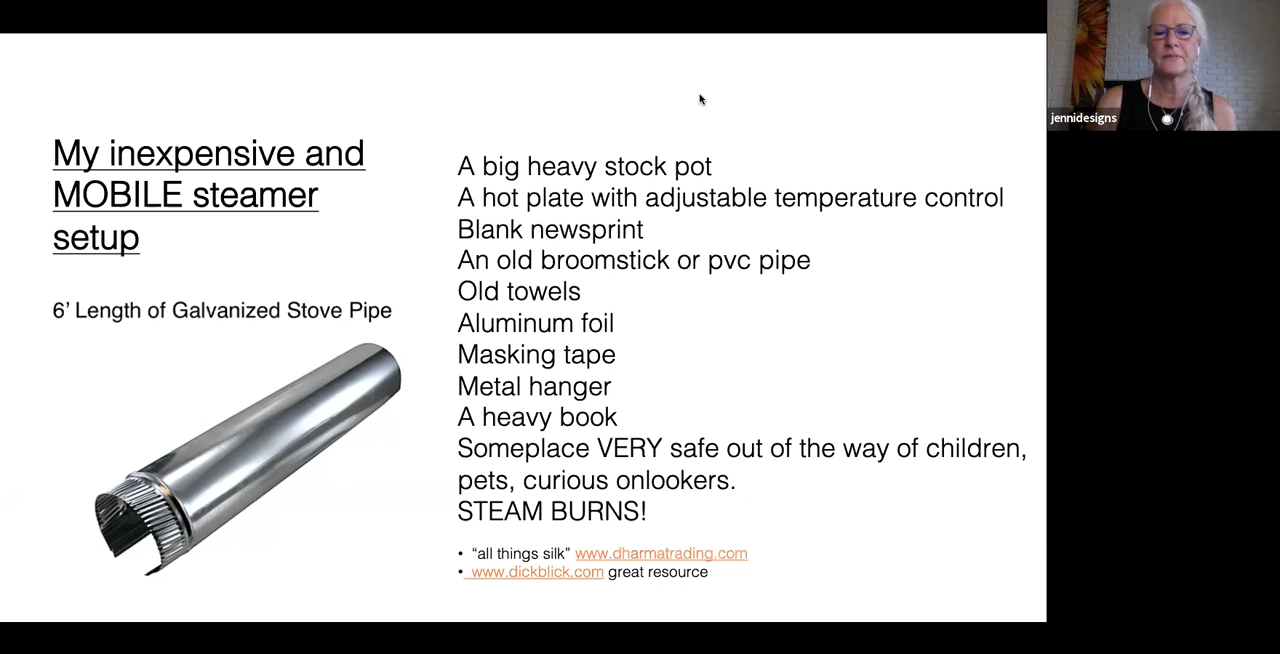 My inexpensive and
MOBILE steamer
setup
6’ Length of Galvanized Stove Pipe
A big heavy stock pot
A hot plate with adjustable temperature control
Blank newsprint
An old broomstick or pvc pipe
Old towels
Aluminum foil
Masking tape
Metal hanger
A heavy book
Someplace VERY safe out of the way of children,
pets, curious onlookers.
STEAM BURNS!
• “all things silk” www.dharmatrading.com
• www.dickblick.com great resource
jennidesigns